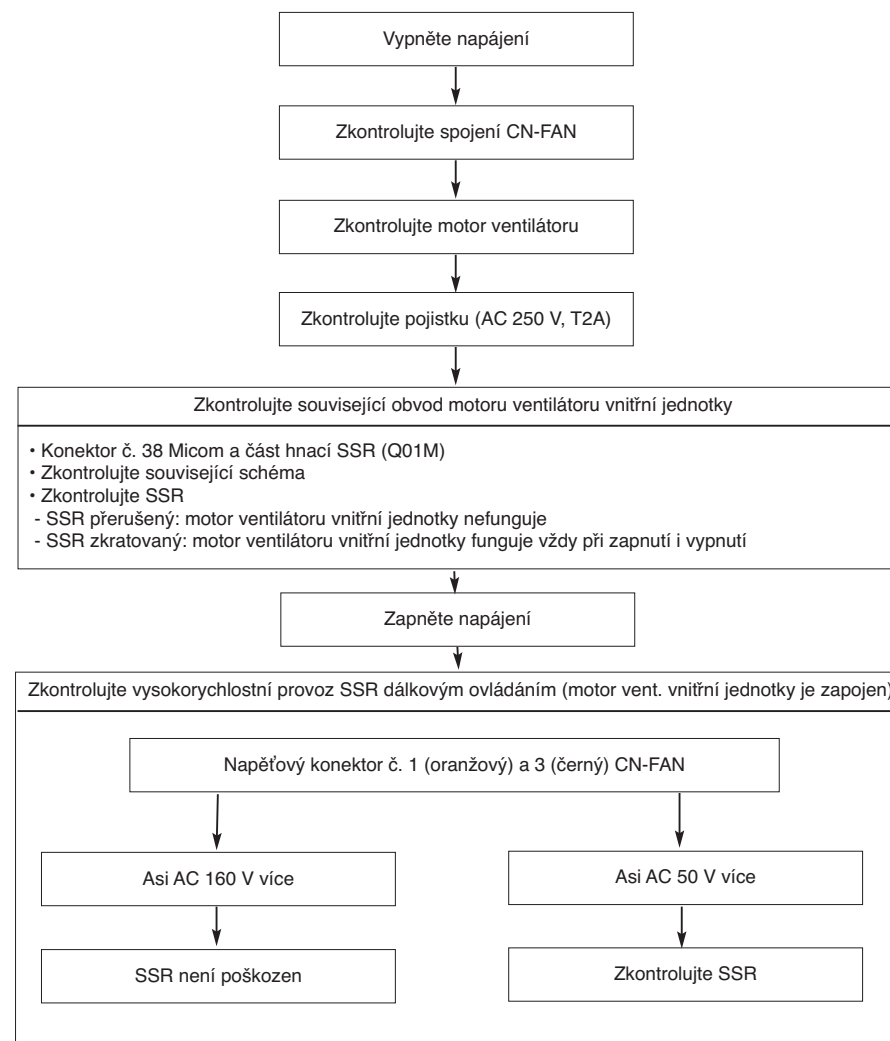 Vypněte napájení
Zkontrolujte spojení CN-FAN
Zkontrolujte motor ventilátoru
Zkontrolujte pojistku (AC 250 V, T2A)
Zkontrolujte související obvod motoru ventilátoru vnitřní jednotky
• Konektor č. 38 Micom a část hnací SSR (Q01M)
• Zkontrolujte související schéma
• Zkontrolujte SSR
- SSR přerušený: motor ventilátoru vnitřní jednotky nefunguje
- SSR zkratovaný: motor ventilátoru vnitřní jednotky funguje vždy při zapnutí i vypnutí
Zapněte napájení
Zkontrolujte vysokorychlostní provoz SSR dálkovým ovládáním (motor vent. vnitřní jednotky je zapojen)
Napěťový konektor č. 1 (oranžový) a 3 (černý) CN-FAN
Asi AC 160 V více
Asi AC 50 V více
SSR není poškozen
Zkontrolujte SSR